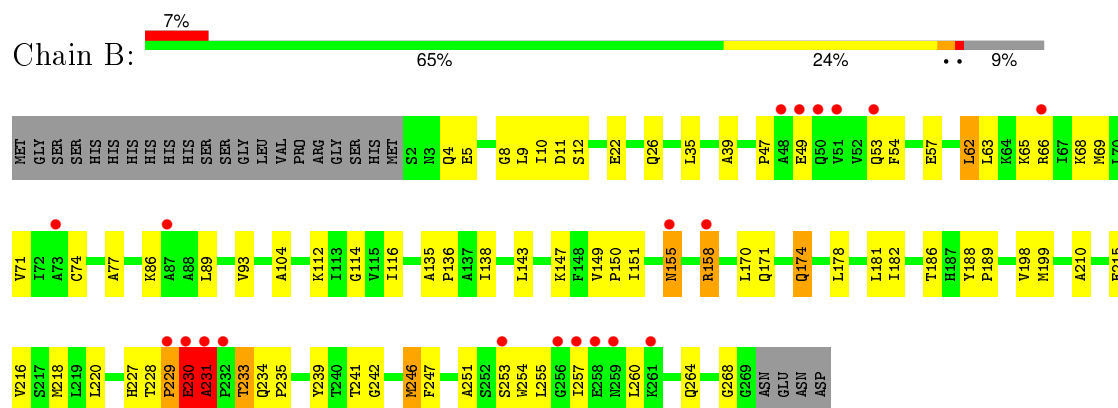 7%
Chain B:
65% 24% • • 9%
MET GLY SER SER HIS HIS HIS HIS HIS HIS SER SER GLY LEU VAL PRO ARG GLY SER HIS MET S2 N3 Q4 E5 G8 L9 I10 D11 S12 E22 Q26 L35 A39 P47 A48 E49 Q50 V51 V52 Q53 F54 E57 L62 L63 K64 K65 R66 I67 K68 M69 L70
V71 I72 A73 C74 A77 K86 A87 A88 L89 V93 A104 K112 I113 G114 V115 I116 A135 P136 A137 I138 L143 K147 F148 V149 P150 I151 N155 R158 L170 Q171 Q174 L178 L181 I182 T186 H187 Y188 P189 V198 M199 A210 E215
V216 S217 M218 L219 L220 H227 T228 P229 E230 A231 P232 T233 Q234 P235 Y239 T240 T241 G242 M246 F247 A251 S252 S253 W254 L255 G256 I257 E258 N259 L260 K261 Q264 G268 G269 ASN GLU ASN ASP